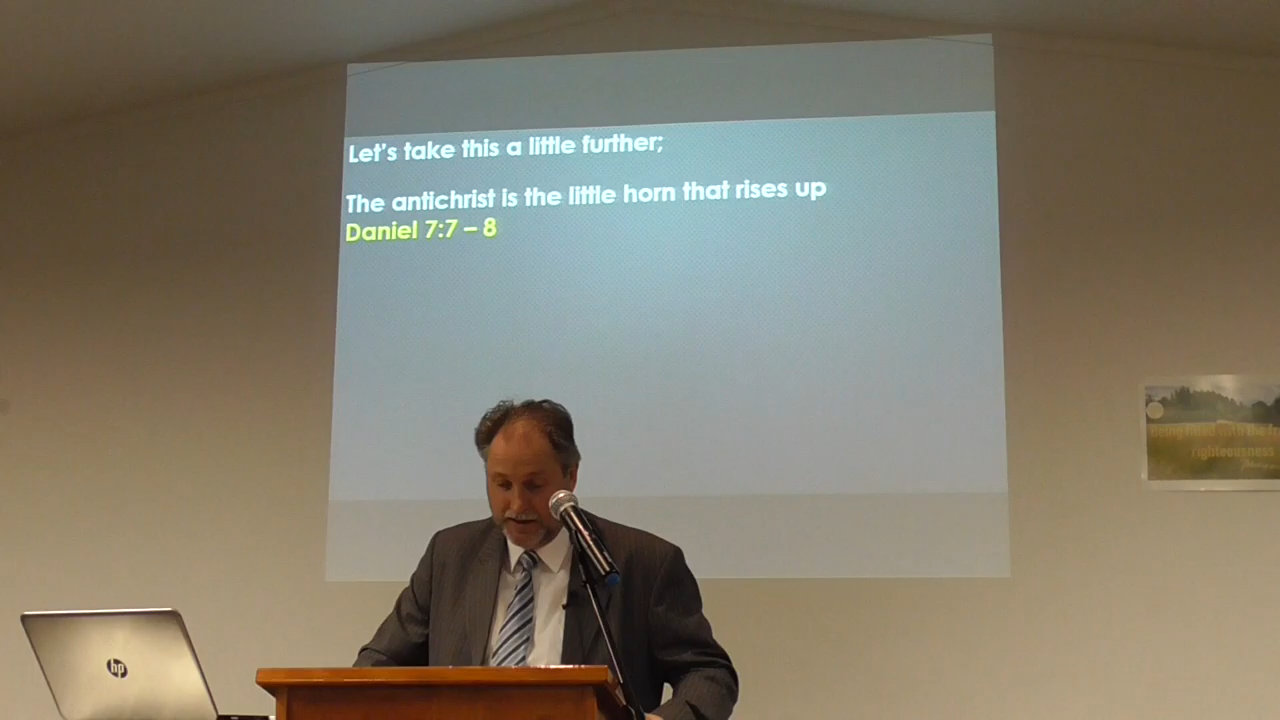 Let's take this a little further;
The antichrist is the little horn that rises up
Daniel 7:7 – 8
righteousness
hp